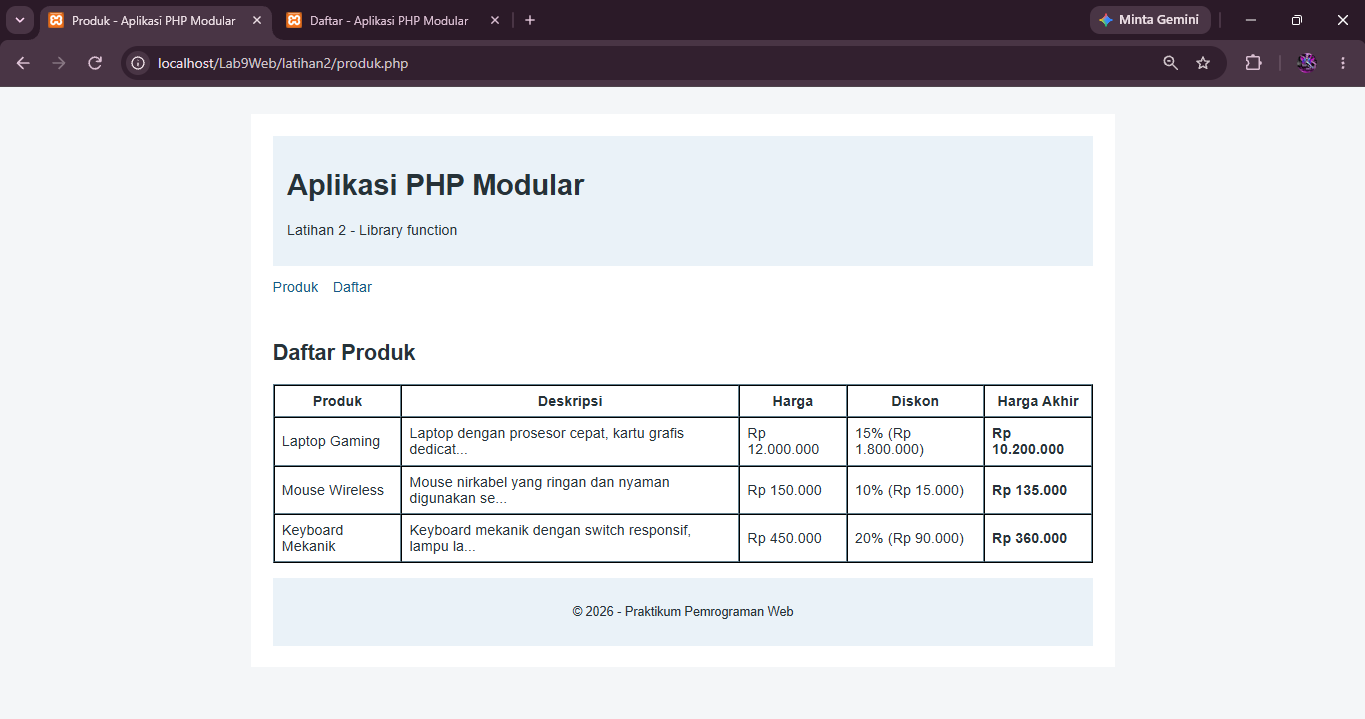 Produk - Aplikasi PHP Modular
Daftar - Aplikasi PHP Modular
Minta Gemini
localhost/Lab9Web/latihan2/produk.php
Aplikasi PHP Modular
Latihan 2 - Library function
Produk Daftar
Daftar Produk
Produk Deskripsi Harga Diskon Harga Akhir
Laptop Gaming
Laptop dengan prosesor cepat, kartu grafis
dedicat...
Rp
12.000.000
15% (Rp
1.800.000)
Rp
10.200.000
Mouse Wireless
Mouse nirkabel yang ringan dan nyaman
digunakan se...
Rp 150.000
10% (Rp 15.000)
Rp 135.000
Keyboard
Mekanik
Keyboard mekanik dengan switch responsif,
lampu la...
Rp 450.000
20% (Rp 90.000)
Rp 360.000
© 2026 - Praktikum Pemrograman Web